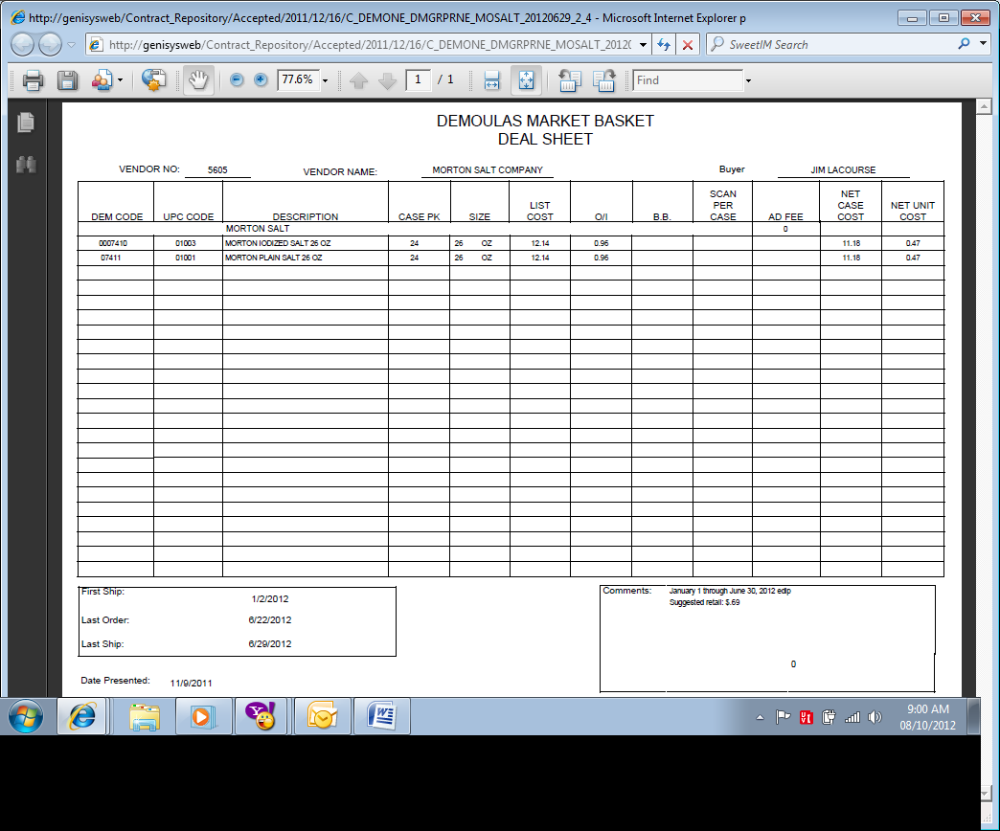 http://genisysweb/Contract_Repository/Accepted/2011/12/16/C_DEMONE_DMGRPRNE_MOSALT_20120629_2_4 - Microsoft Internet Explorer p
http://genisysweb/Contract_Repository/Accepted/2011/12/16/C_DEMONE_DMGRPRNE_MOSALT_2012 SweetIM Search
77.6% 1 / 1 Find
DEMOULAS MARKET BASKET
DEAL SHEET
VENDOR NO: 5605 VENDOR NAME: MORTON SALT COMPANY Buyer JIM LACOURSE
DEM CODE UPC CODE DESCRIPTION CASE PK SIZE LIST COST O/I B.B. SCAN PER CASE AD FEE NET CASE COST NET UNIT COST
MORTON SALT 0
0007410 01003 MORTON IODIZED SALT 26 OZ 24 26 OZ 12.14 0.96 11.18 0.47
07411 01001 MORTON PLAIN SALT 26 OZ 24 26 OZ 12.14 0.96 11.18 0.47
First Ship: 1/2/2012
Last Order: 6/22/2012
Last Ship: 6/29/2012
Comments: January 1 through June 30, 2012 edlp
Suggested retail: $.69
0
Date Presented: 11/9/2011
9:00 AM
08/10/2012